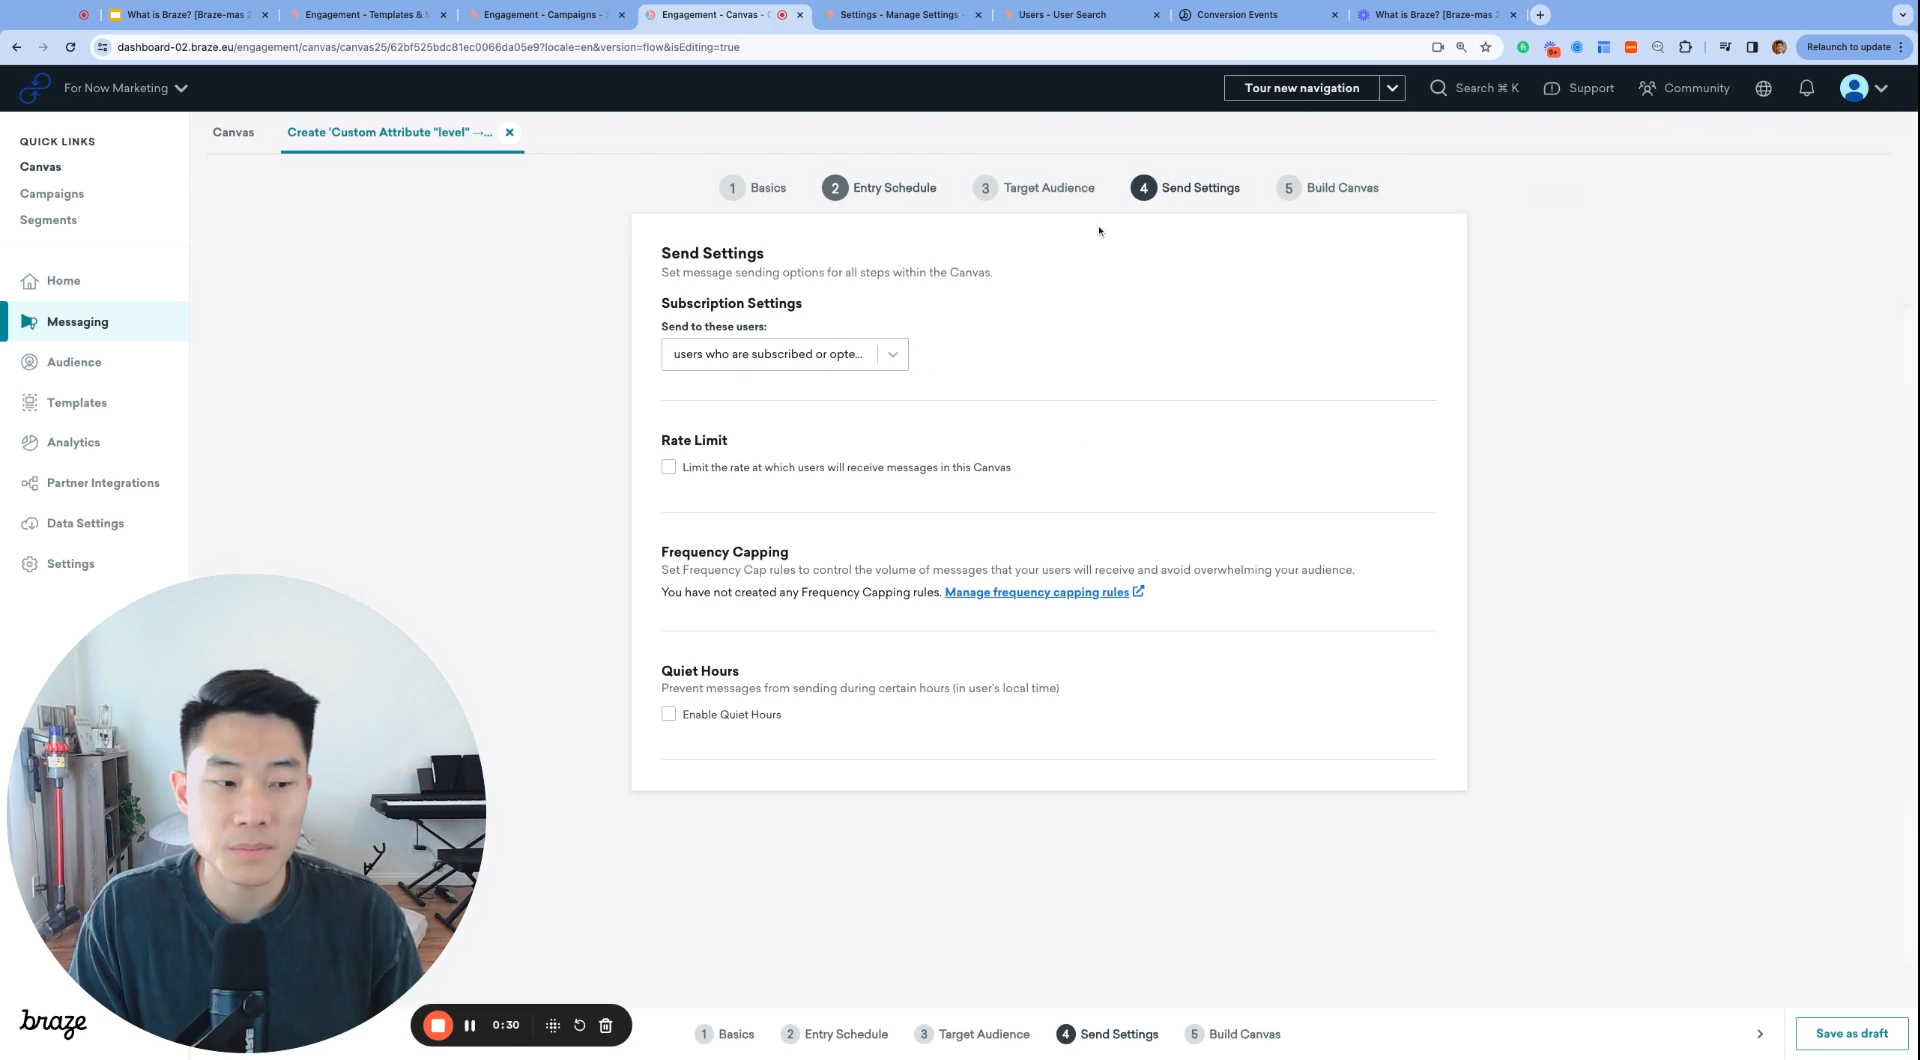 What is Braze? [Braze-mas 2
Engagement - Templates & M
Engagement - Campaigns -
Engagement - Canvas -
Settings - Manage Settings -
Users - User Search
Conversion Events
What is Braze? [Braze-mas 2
dashboard-02.braze.eu/engagement/canvas/canvas25/62bf525bdc81ec0066da05e9?locale=en&version=flow&isEditing=true
9+
Relaunch to update
For Now Marketing
Tour new navigation
Search ⌘ K
Support
Community
QUICK LINKS
Canvas
Campaigns
Segments
Home
Messaging
Audience
Templates
Analytics
Partner Integrations
Data Settings
Settings
braze
Canvas
Create 'Custom Attribute "level" →...
1 Basics
2 Entry Schedule
3 Target Audience
4 Send Settings
5 Build Canvas
Send Settings
Set message sending options for all steps within the Canvas.
Subscription Settings
Send to these users:
users who are subscribed or opte...
Rate Limit
Limit the rate at which users will receive messages in this Canvas
Frequency Capping
Set Frequency Cap rules to control the volume of messages that your users will receive and avoid overwhelming your audience.
You have not created any Frequency Capping rules. Manage frequency capping rules
Quiet Hours
Prevent messages from sending during certain hours (in user's local time)
Enable Quiet Hours
0:30
1 Basics
2 Entry Schedule
3 Target Audience
4 Send Settings
5 Build Canvas
Save as draft